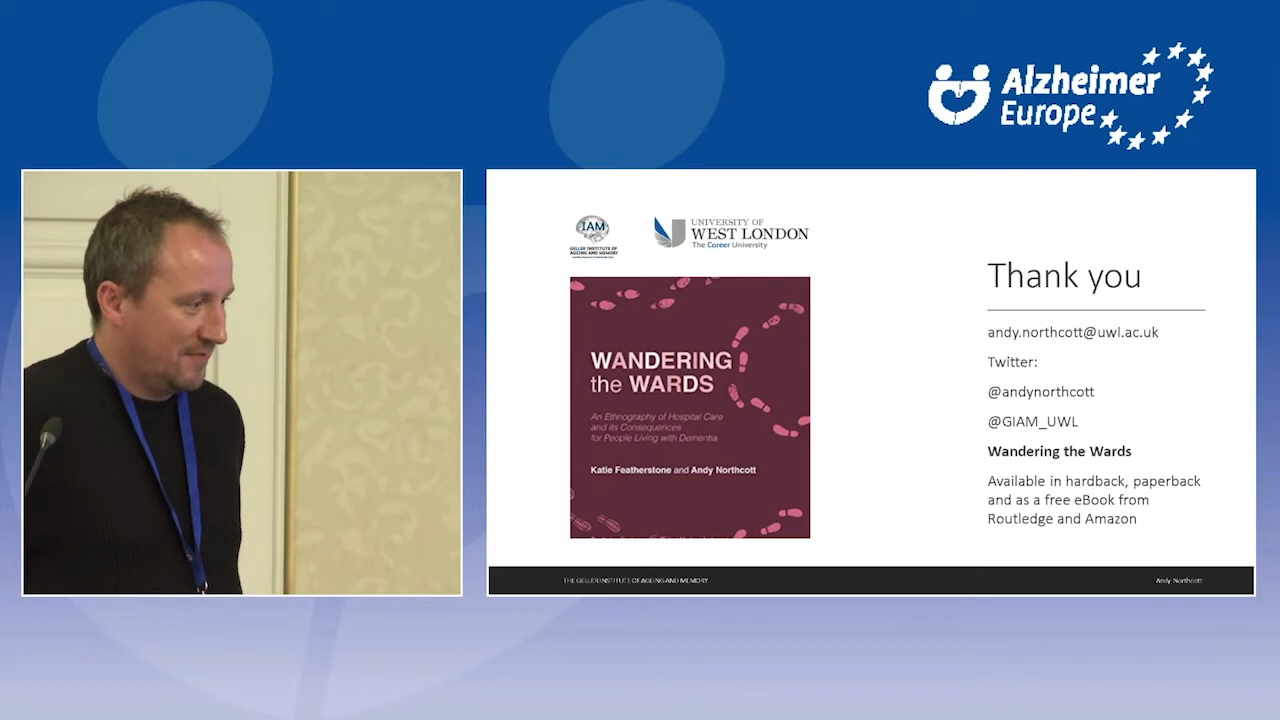 Alzheimer
Europe
IAM
GELLER INSTITUTE OF
AGEING AND MEMORY
UNIVERSITY OF
WEST LONDON
The Career University
WANDERING
the WARDS
An Ethnography of Hospital Care
and its Consequences
for People Living with Dementia
Katie Featherstone and Andy Northcott
Thank you
andy.northcott@uwl.ac.uk
Twitter:
@andynorthcott
@GIAM_UWL
Wandering the Wards
Available in hardback, paperback
and as a free eBook from
Routledge and Amazon
THE GELLER INSTITUTE OF AGEING AND MEMORY
Andy Northcott